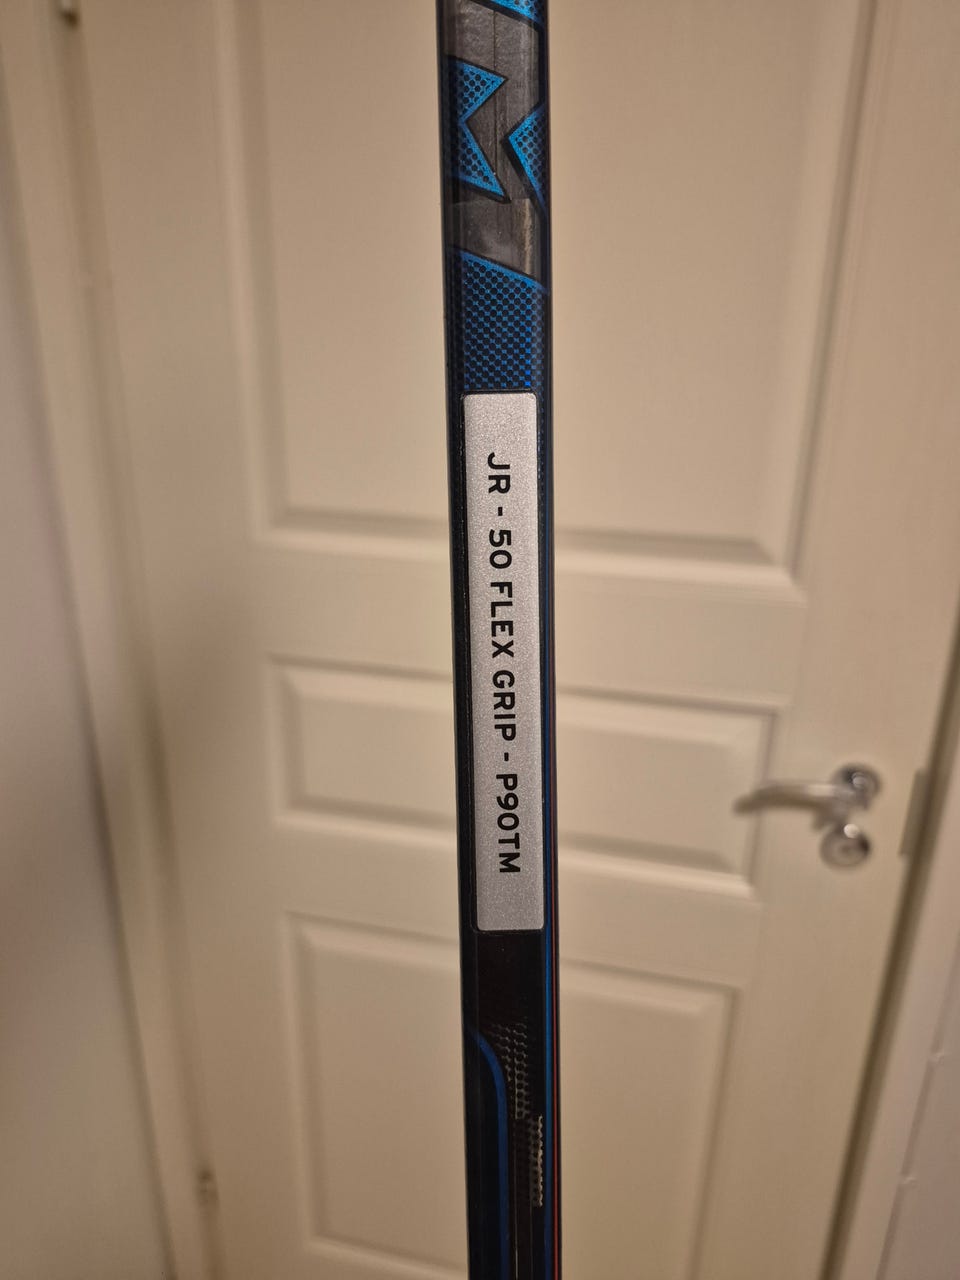 JR - 50 FLEX GRIP - P90TM